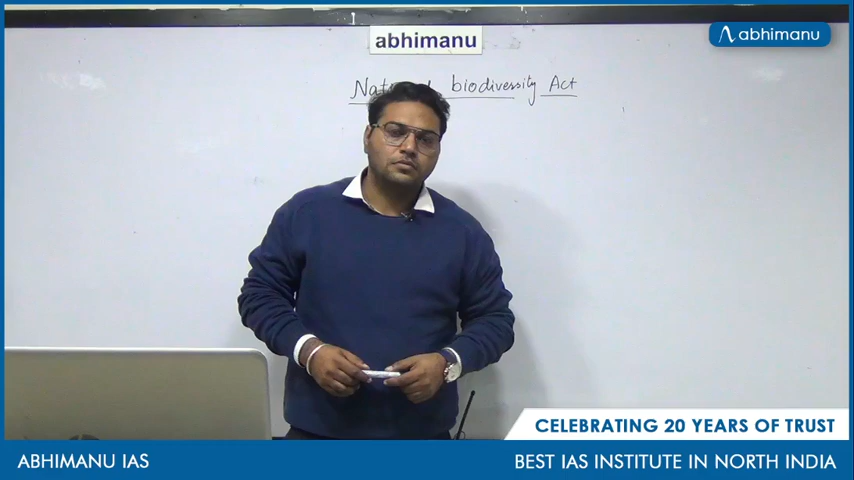 abhimanu
abhimanu
biodiversity Act
CELEBRATING 20 YEARS OF TRUST
ABHIMANU IAS
BEST IAS INSTITUTE IN NORTH INDIA